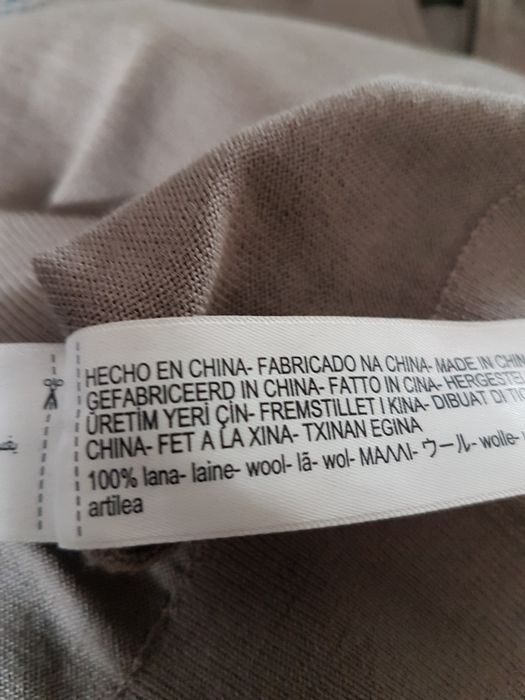 HECHO EN CHINA- FABRICADO NA CHINA- MADE IN CHIN
GEFABRICEERD IN CHINA- FATTO IN CINA- HERGESTE
ÜRETİM YERİ ÇİN- FREMSTILLET I KINA- DIBUAT DI TI
CHINA- FET A LA XINA- TXINAN EGINA
100% lana- laine- wool- lã- wol- ΜΑΛΛΙ- ウール- wolle-
artilea